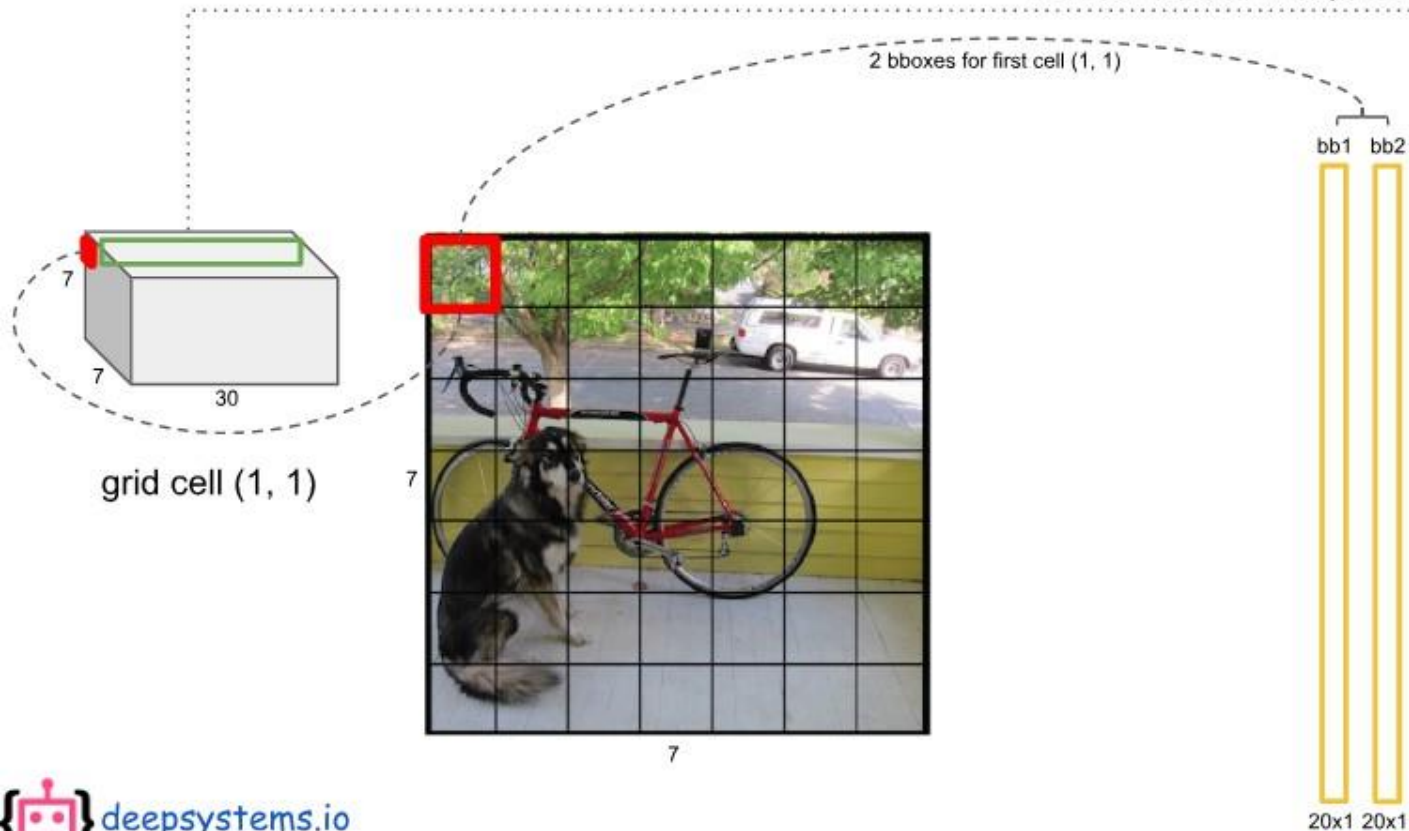 2 bboxes for first cell (1, 1)
bb1 bb2
7
7
30
grid cell (1, 1)
7
7
{ } deepsystems.io
20x1 20x1